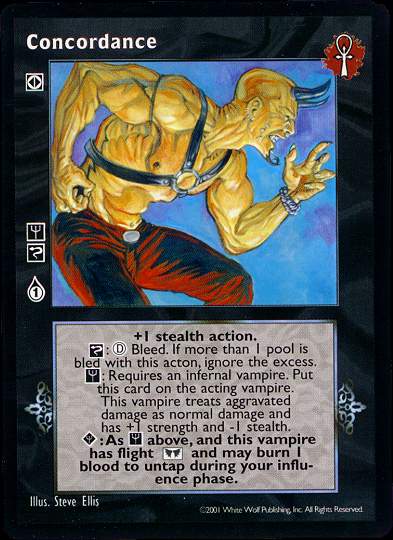 Concordance
1
+1 stealth action.
: D Bleed. If more than 1 pool is
bled with this acton, ignore the excess.
: Requires an infernal vampire. Put
this card on the acting vampire.
This vampire treats aggravated
damage as normal damage and
has +1 strength and -1 stealth.
: As above, and this vampire
has flight and may burn 1
blood to untap during your influ-
ence phase.
Illus. Steve Ellis
©2001 White Wolf Publishing, Inc. All Rights Reserved.